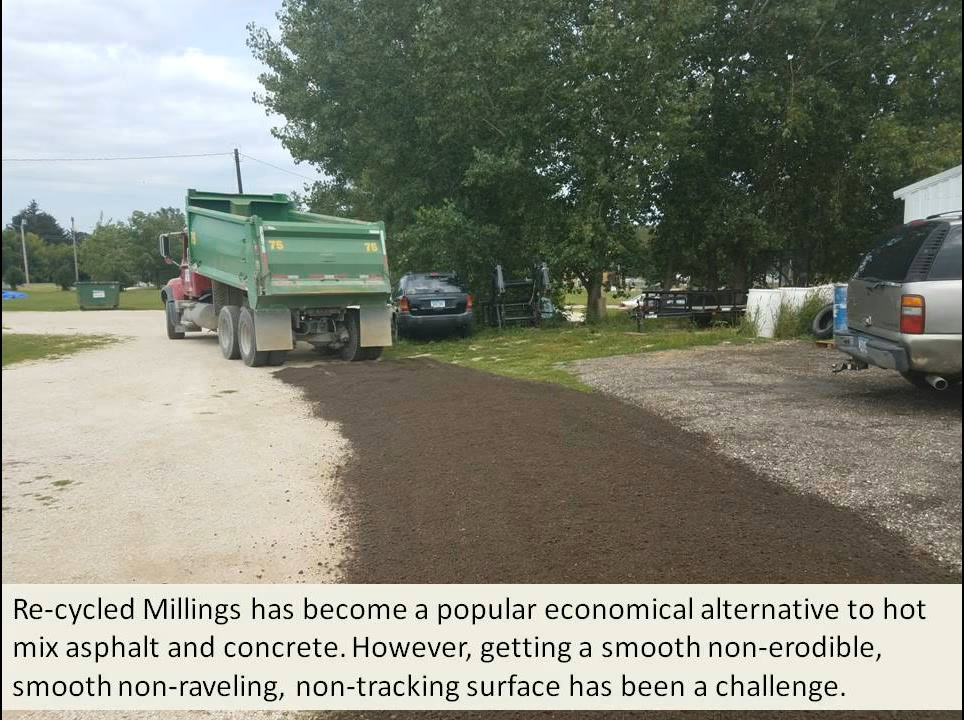 75 75
Re-cycled Millings has become a popular economical alternative to hot
mix asphalt and concrete. However, getting a smooth non-erodible,
smooth non-raveling, non-tracking surface has been a challenge.